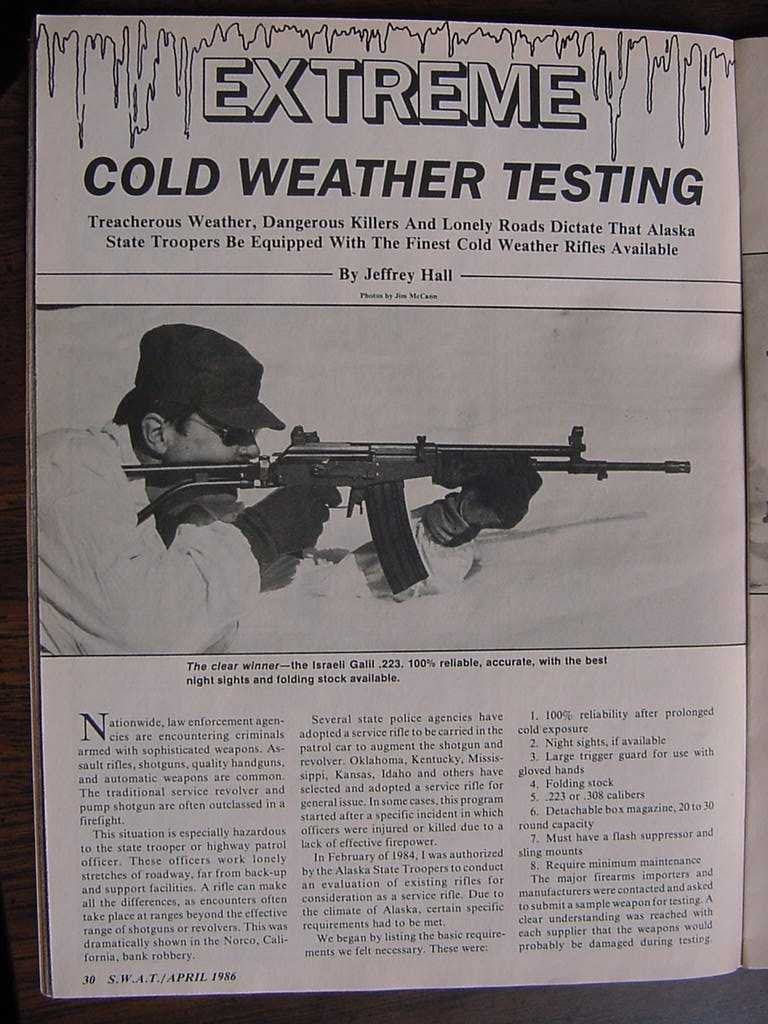 EXTREME
COLD WEATHER TESTING
Treacherous Weather, Dangerous Killers And Lonely Roads Dictate That Alaska
State Troopers Be Equipped With The Finest Cold Weather Rifles Available
By Jeffrey Hall
Photos by Jim McCann
The clear winner—the Israeli Galil .223. 100% reliable, accurate, with the best
night sights and folding stock available.
Nationwide, law enforcement agen-
cies are encountering criminals
armed with sophisticated weapons. As-
sault rifles, shotguns, quality handguns,
and automatic weapons are common.
The traditional service revolver and
pump shotgun are often outclassed in a
firefight.
This situation is especially hazardous
to the state trooper or highway patrol
officer. These officers work lonely
stretches of roadway, far from back-up
and support facilities. A rifle can make
all the differences, as encounters often
take place at ranges beyond the effective
range of shotguns or revolvers. This was
dramatically shown in the Norco, Cali-
fornia, bank robbery.
Several state police agencies have
adopted a service rifle to be carried in the
patrol car to augment the shotgun and
revolver. Oklahoma, Kentucky, Missis-
sippi, Kansas, Idaho and others have
selected and adopted a service rifle for
general issue. In some cases, this program
started after a specific incident in which
officers were injured or killed due to a
lack of effective firepower.
In February of 1984, I was authorized
by the Alaska State Troopers to conduct
an evaluation of existing rifles for
consideration as a service rifle. Due to
the climate of Alaska, certain specific
requirements had to be met.
We began by listing the basic require-
ments we felt necessary. These were:
1. 100% reliability after prolonged
cold exposure
2. Night sights, if available
3. Large trigger guard for use with
gloved hands
4. Folding stock
5. .223 or .308 calibers
6. Detachable box magazine, 20 to 30
round capacity
7. Must have a flash suppressor and
sling mounts
8. Require minimum maintenance
The major firearms importers and
manufacturers were contacted and asked
to submit a sample weapon for testing. A
clear understanding was reached with
each supplier that the weapons would
probably be damaged during testing.
30 S.W.A.T./APRIL 1986